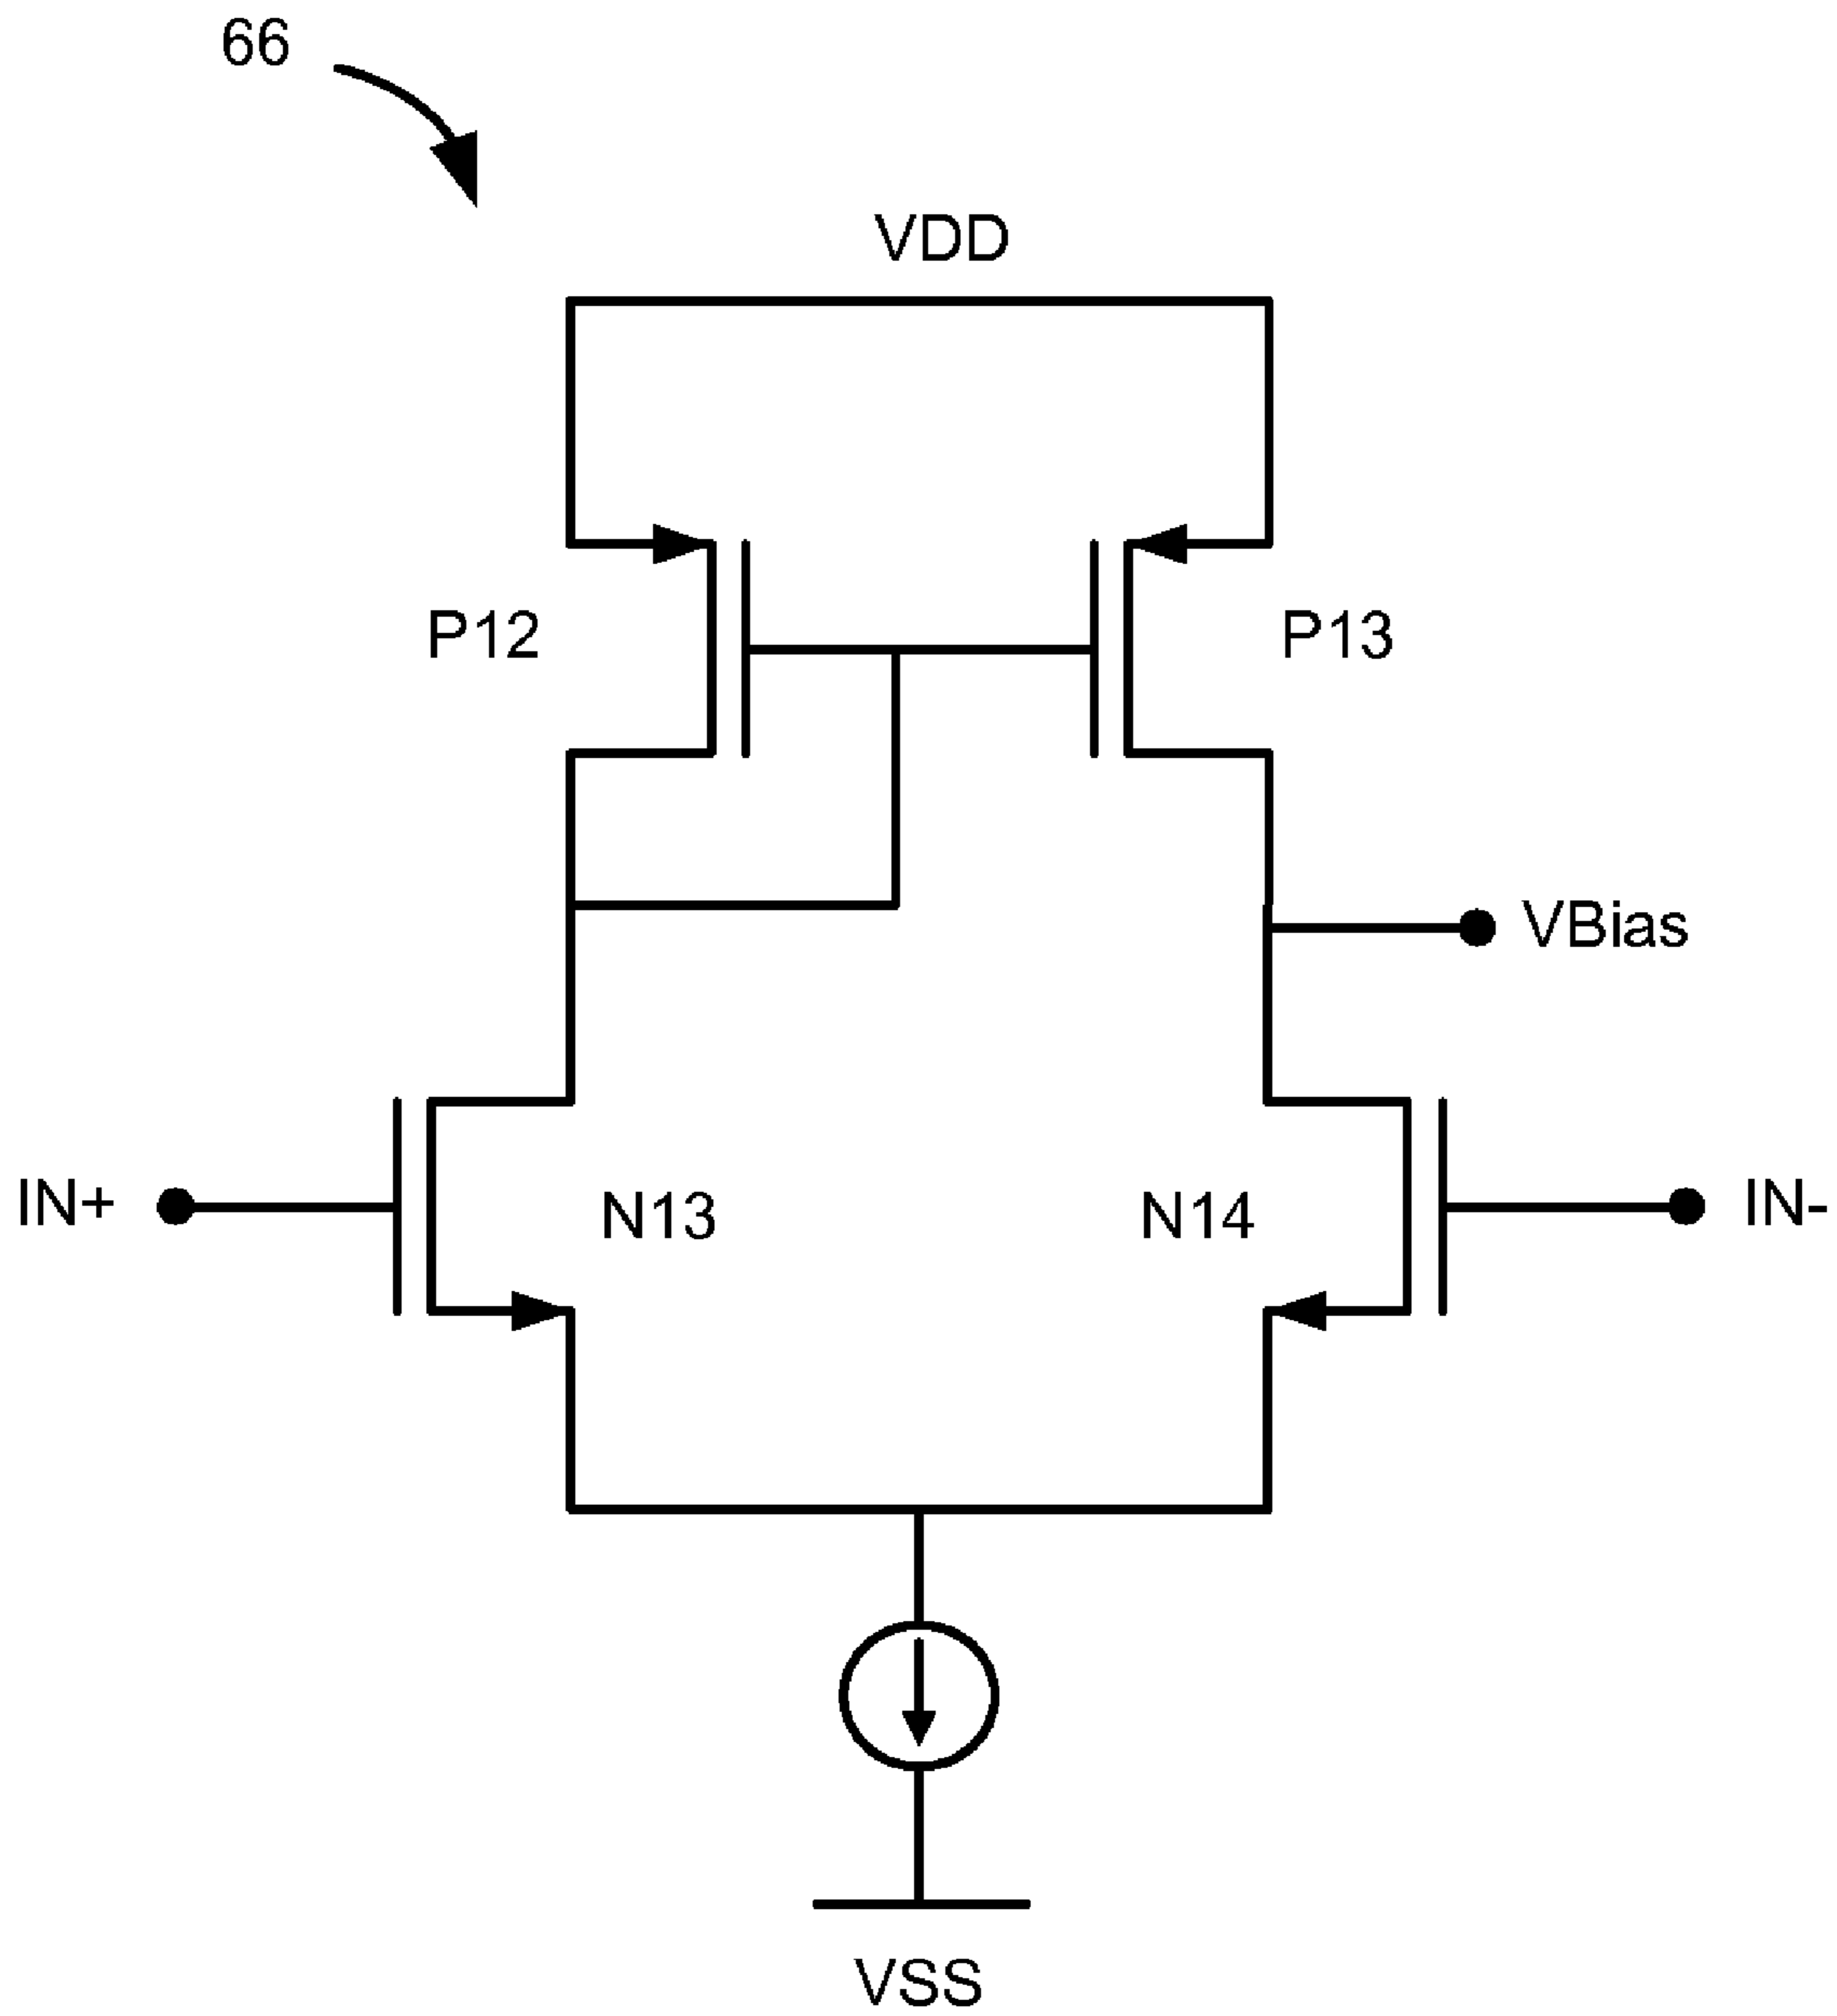 66
VDD
P12
P13
VBias
IN+
N13
N14
IN-
VSS